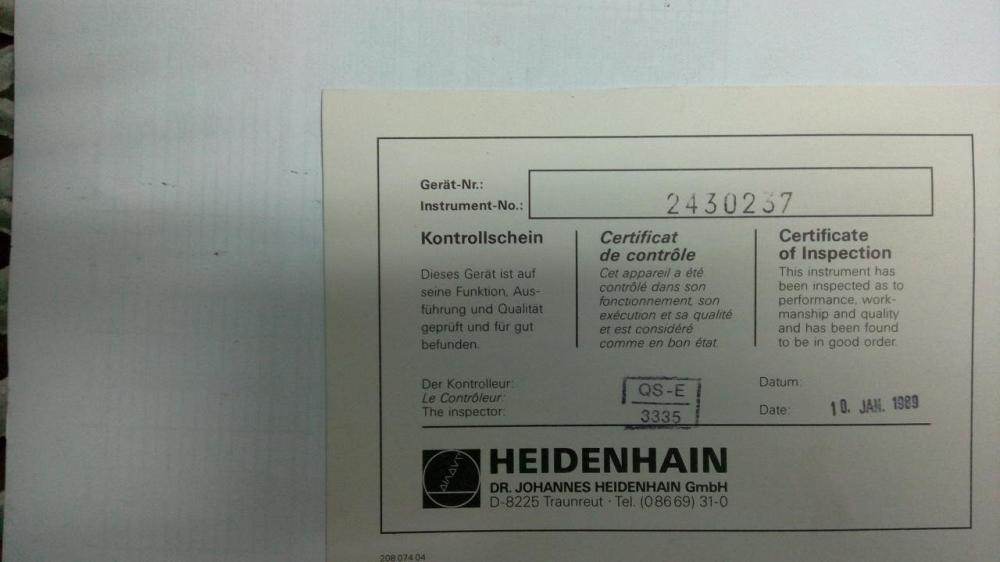 Gerät-Nr.:
Instrument-No.:
2430237
Kontrollschein
Dieses Gerät ist auf
seine Funktion, Aus-
führung und Qualität
geprüft und für gut
befunden.
Certificat
de contrôle
Cet appareil a été
contrôlé dans son
fonctionnement, son
exécution et sa qualité
et est considéré
comme en bon état.
Certificate
of Inspection
This instrument has
been inspected as to
performance, work-
manship and quality
and has been found
to be in good order.
Der Kontrolleur:
Le Contrôleur:
The inspector:
QS-E
3335
Datum:
Date:
10. JAN. 1989
HEIDENHAIN
DR. JOHANNES HEIDENHAIN GmbH
D-8225 Traunreut · Tel. (08669) 31-0
208 074 04